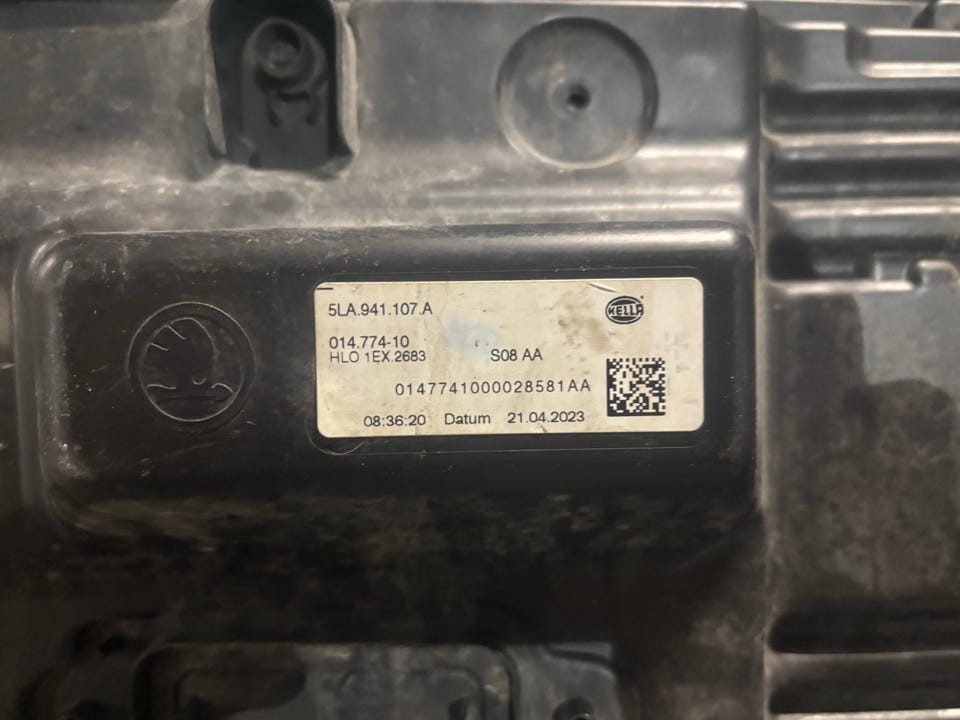 5LA.941.107.A
HELLA
014.774-10
HLO 1EX.2683 S08 AA
0147741000028581AA
08:36:20 Datum 21.04.2023